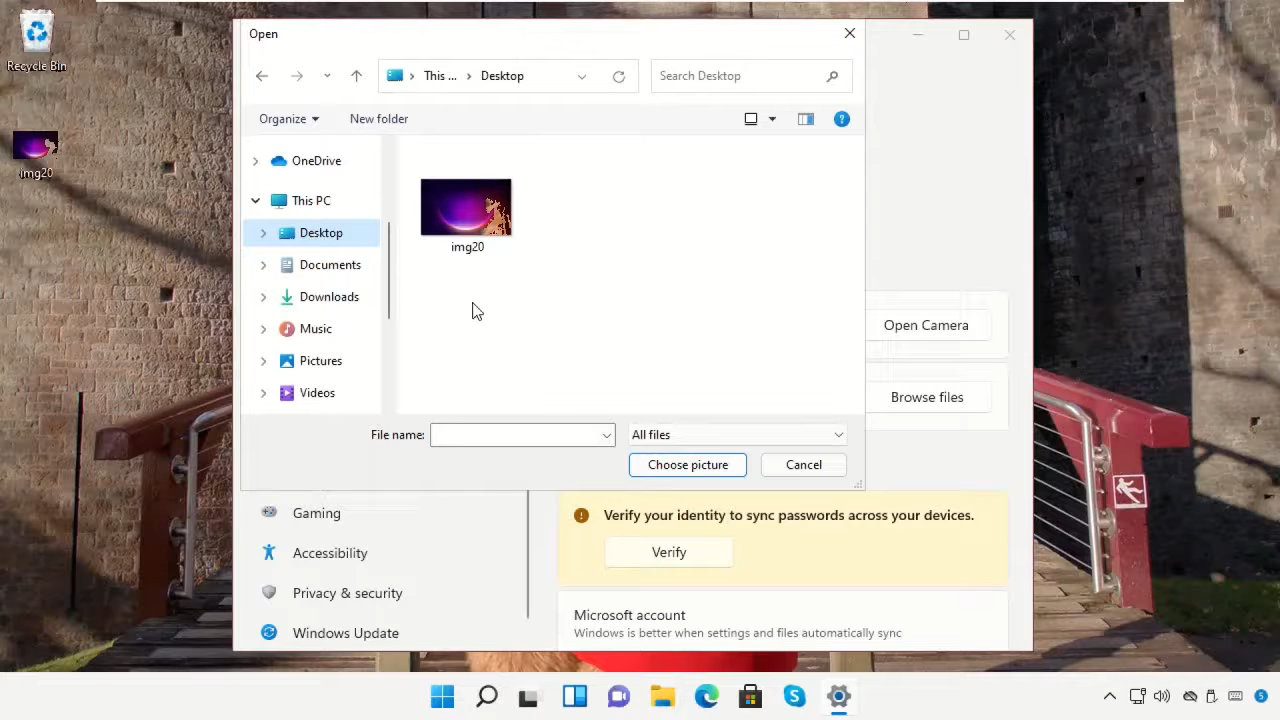 Recycle Bin
img20
Open
This ...
Desktop
Search Desktop
Organize
New folder
OneDrive
This PC
Desktop
Documents
Downloads
Music
Pictures
Videos
img20
File name:
All files
Choose picture
Cancel
Open Camera
Browse files
Gaming
Accessibility
Privacy & security
Windows Update
Verify your identity to sync passwords across your devices.
Verify
Microsoft account
Windows is better when settings and files automatically sync
5